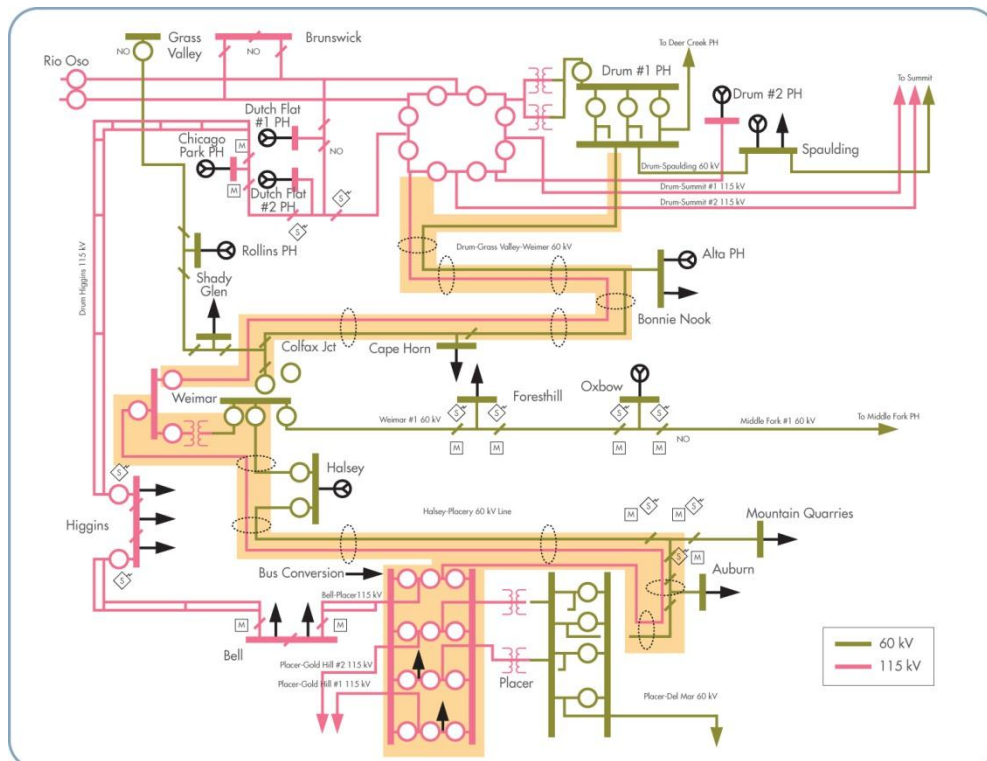 Grass
Valley
NO
Brunswick
NO
Rio Oso
To Deer Creek PH
Drum #1 PH
To Summit
Drum #2 PH
Dutch Flat
#1 PH
NO
Chicago
Park PH
M
M
Dutch Flat
#2 PH
S
S
Spaulding
Drum-Spaulding 60 kV
Drum-Summit #1 115 kV
Drum-Summit #2 115 kV
Drum Higgins 115 kV
Rollins PH
Drum-Grass Valley-Weimer 60 kV
Alta PH
Shady
Glen
Bonnie Nook
Colfax Jct
Cape Horn
Weimar
Foresthill
Oxbow
S
S
S
S
Weimar #1 60 kV
Middle Fork #1 60 kV
To Middle Fork PH
M
M
M
M
NO
Halsey
S
Higgins
S
Halsey-Placery 60 kV Line
M
S
M
S
Mountain Quarries
S
M
Auburn
Bus Conversion
Bell-Placer115 kV
M
M
Bell
Placer-Gold Hill #2 115 kV
Placer-Gold Hill #1 115 kV
Placer
Placer-Del Mar 60 kV
60 kV
115 kV